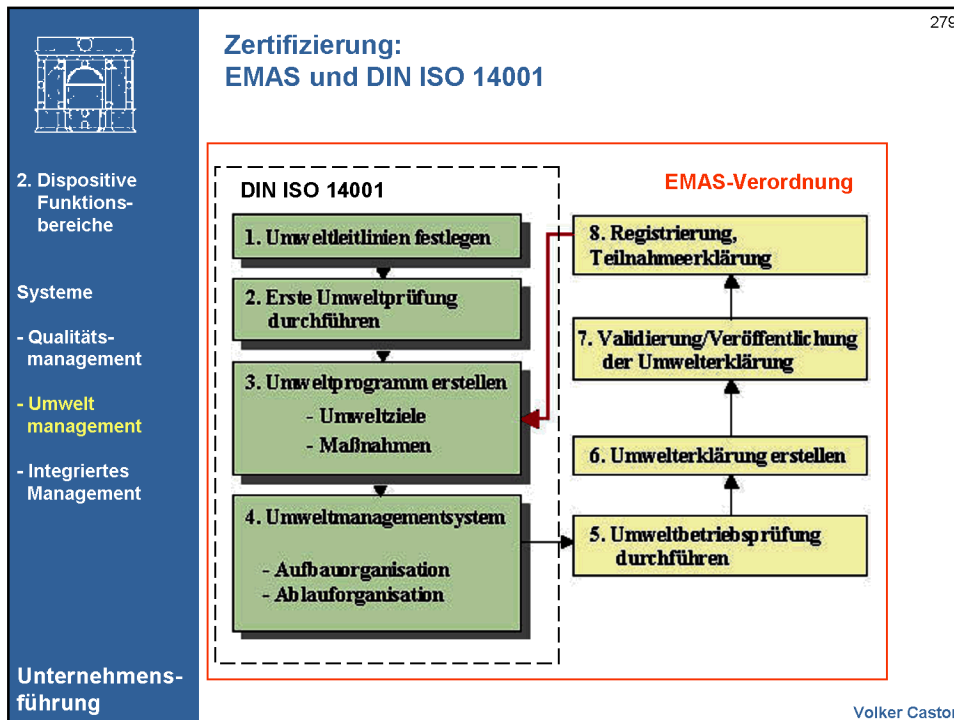 279
Zertifizierung:
EMAS und DIN ISO 14001
2. Dispositive
Funktions-
bereiche
Systeme
- Qualitäts-
management
- Umwelt
management
- Integriertes
Management
Unternehmens-
führung
DIN ISO 14001
EMAS-Verordnung
1. Umweltleitlinien festlegen
2. Erste Umweltprüfung
durchführen
3. Umweltprogramm erstellen
- Umweltziele
- Maßnahmen
4. Umweltmanagementsystem
- Aufbauorganisation
- Ablauforganisation
8. Registrierung,
Teilnahmeerklärung
7. Validierung/Veröffentlichung
der Umwelterklärung
6. Umwelterklärung erstellen
5. Umweltbetriebsprüfung
durchführen
Volker Castor